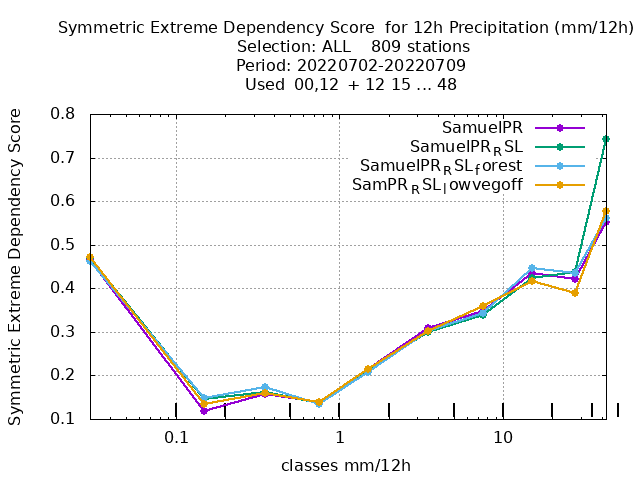 Symmetric Extreme Dependency Score for 12h Precipitation (mm/12h)
Selection: ALL 809 stations
Period: 20220702-20220709
Used 00,12 + 12 15 ... 48
Symmetric Extreme Dependency Score
0.8
0.7
0.6
0.5
0.4
0.3
0.2
0.1
SamuelPR
SamuelPR_RSL
SamuelPR_RSL_forest
SamPR_RSL_lowvegoff
0.1 1 10
classes mm/12h